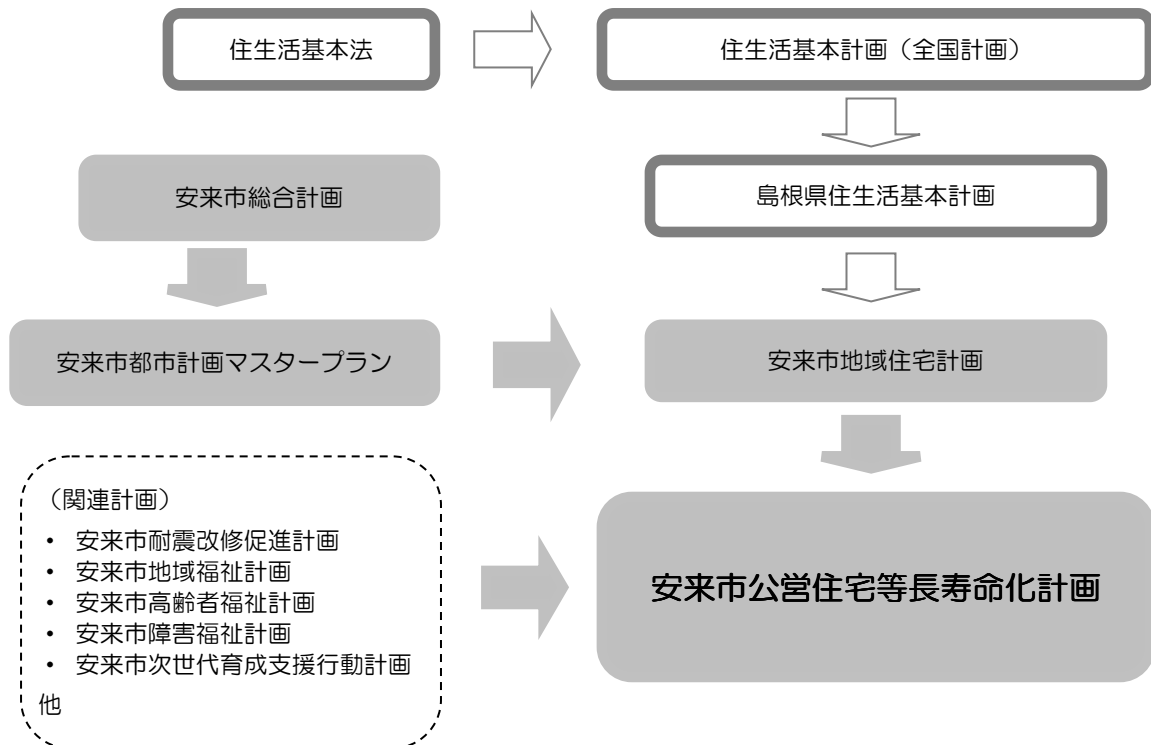 住生活基本法
住生活基本計画（全国計画）
安来市総合計画
島根県住生活基本計画
安来市都市計画マスタープラン
安来市地域住宅計画
（関連計画）
• 安来市耐震改修促進計画
• 安来市地域福祉計画
• 安来市高齢者福祉計画
• 安来市障害福祉計画
• 安来市次世代育成支援行動計画
他
安来市公営住宅等長寿命化計画